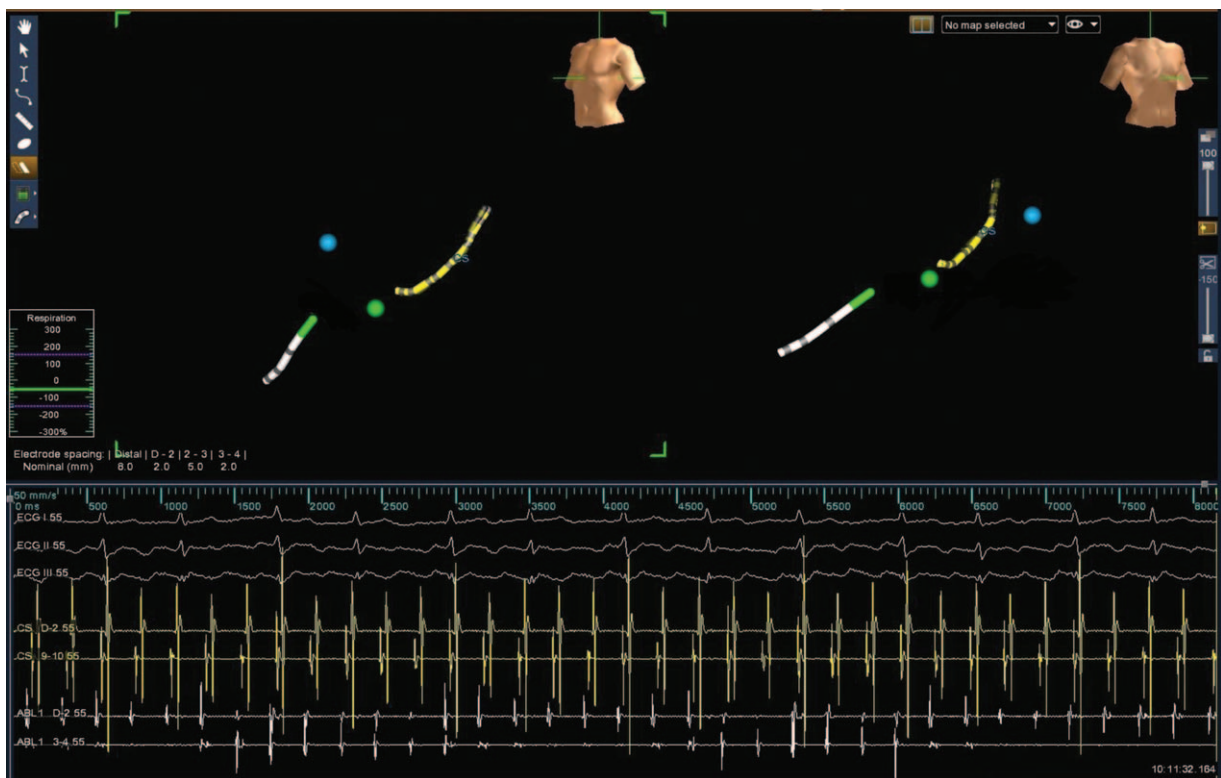 No map selected
100
CS
CS
-150
Respiration
300
200
100
0
-100
-200
-300%
Electrode spacing: | Distal | D - 2 | 2 - 3 | 3 - 4 |
Nominal (mm) 8.0 2.0 5.0 2.0
50 mm/s
0 ms 500 1000 1500 2000 2500 3000 3500 4000 4500 5000 5500 6000 6500 7000 7500 8000
ECG I 55
ECG II 55
ECG III 55
CS D-2 55
CS 9-10 55
ABL1 D-2 55
ABL1 3-4 55
10:11:32.164